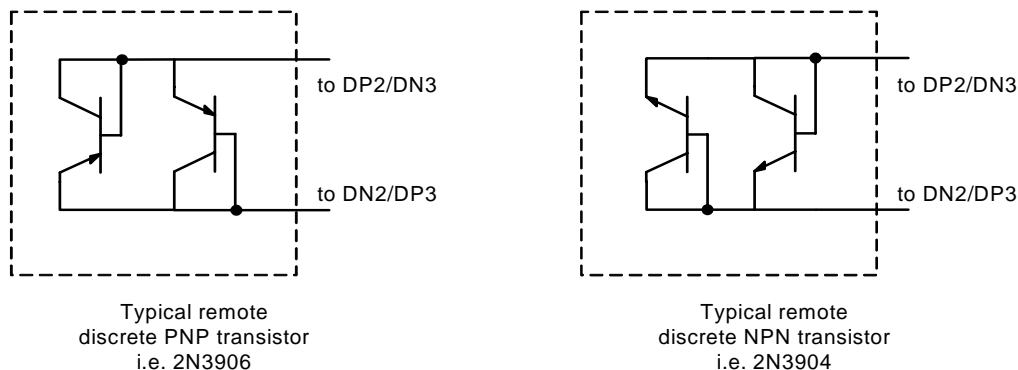 to DP2/DN3
to DN2/DP3
Typical remote
discrete PNP transistor
i.e. 2N3906
to DP2/DN3
to DN2/DP3
Typical remote
discrete NPN transistor
i.e. 2N3904